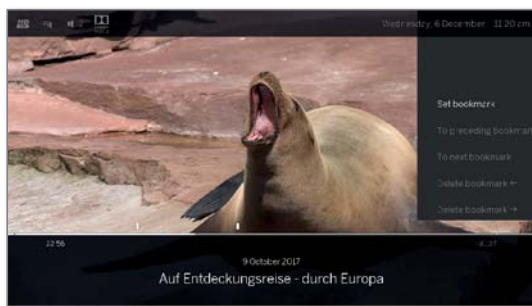 HD
Wednesday, 6 December 11:20 am
Set bookmark
To preceding bookmark
To next bookmark
Delete bookmark ←
Delete bookmark →
22:56
9 October 2017
Auf Entdeckungsreise - durch Europa